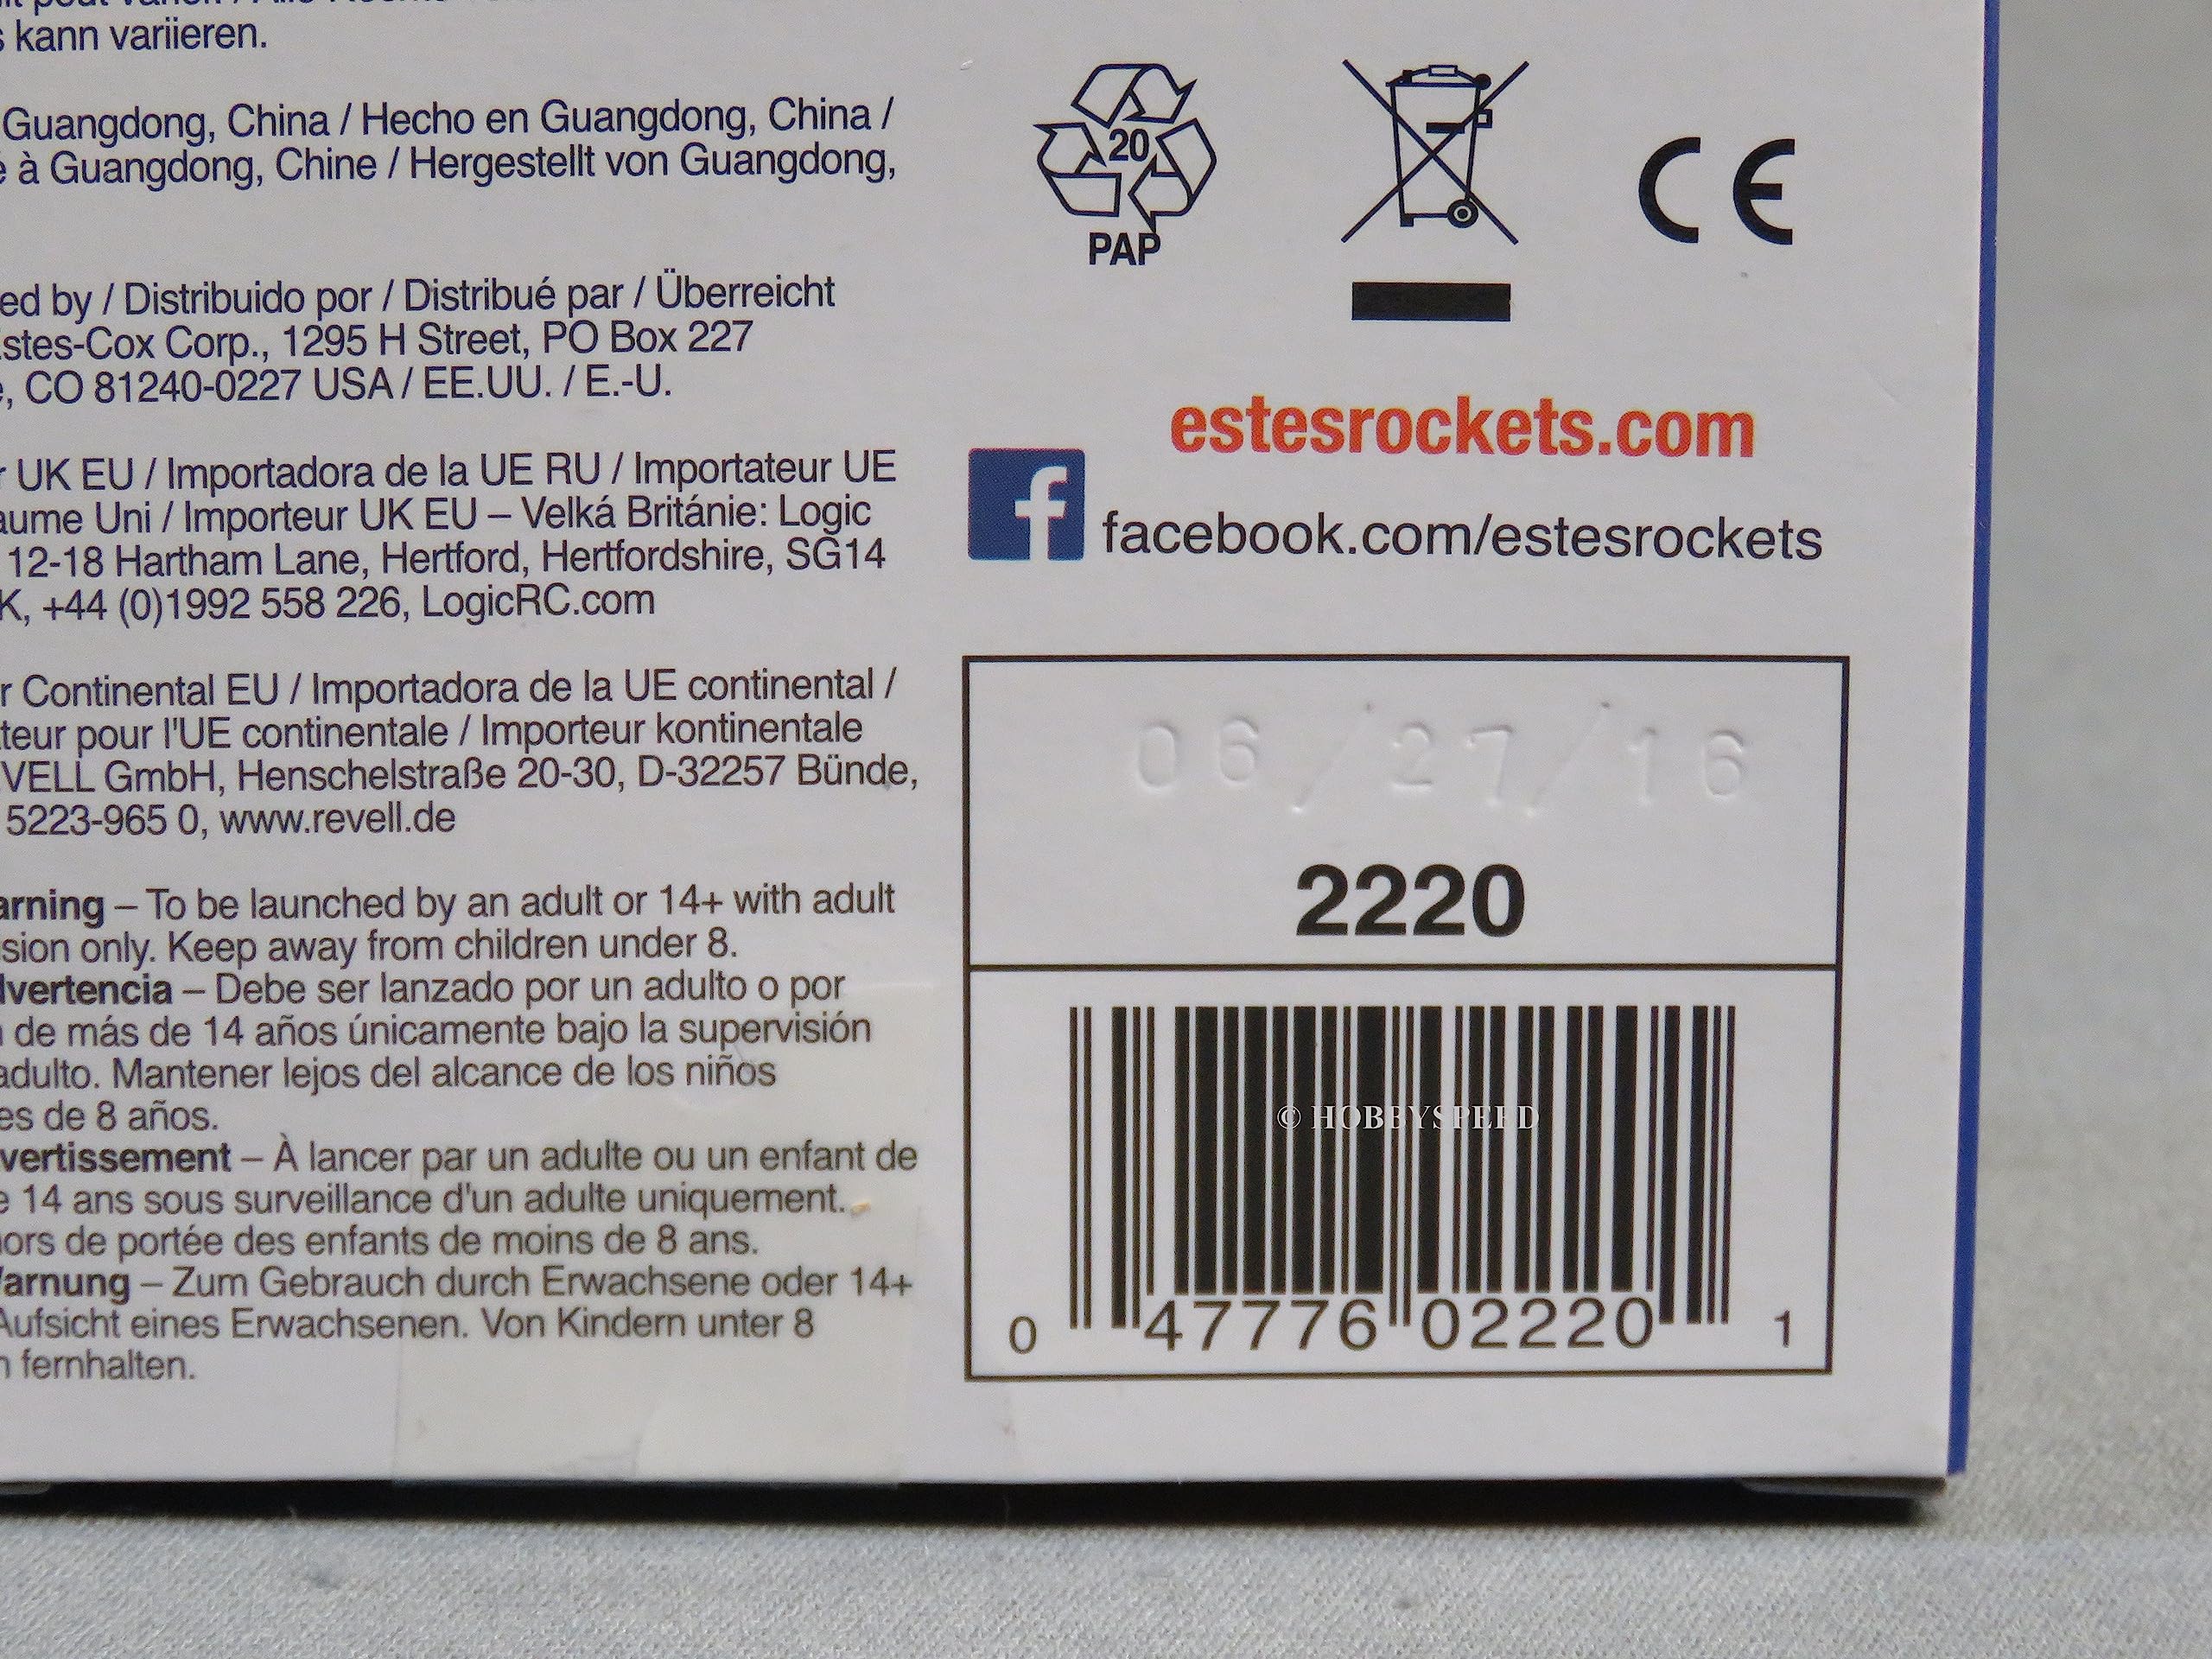 kann variieren.
Guangdong, China / Hecho en Guangdong, China /
à Guangdong, Chine / Hergestellt von Guangdong,
ed by / Distribuido por / Distribué par / Überreicht
stes-Cox Corp., 1295 H Street, PO Box 227
, CO 81240-0227 USA / EE.UU. / E.-U.
r UK EU / Importadora de la UE RU / Importateur UE
aume Uni / Importeur UK EU – Velká Británie: Logic
12-18 Hartham Lane, Hertford, Hertfordshire, SG14
K, +44 (0)1992 558 226, LogicRC.com
r Continental EU / Importadora de la UE continental /
teur pour l'UE continentale / Importeur kontinentale
VELL GmbH, Henschelstraße 20-30, D-32257 Bünde,
5223-965 0, www.revell.de
arning – To be launched by an adult or 14+ with adult
sion only. Keep away from children under 8.
dvertencia – Debe ser lanzado por un adulto o por
de más de 14 años únicamente bajo la supervisión
adulto. Mantener lejos del alcance de los niños
es de 8 años.
vertissement – À lancer par un adulte ou un enfant de
e 14 ans sous surveillance d'un adulte uniquement.
ors de portée des enfants de moins de 8 ans.
arnung – Zum Gebrauch durch Erwachsene oder 14+
Aufsicht eines Erwachsenen. Von Kindern unter 8
n fernhalten.
20
PAP
CE
estesrockets.com
f facebook.com/estesrockets
06/27/16
2220
© HOBBYSPEED
0 47776 02220 1